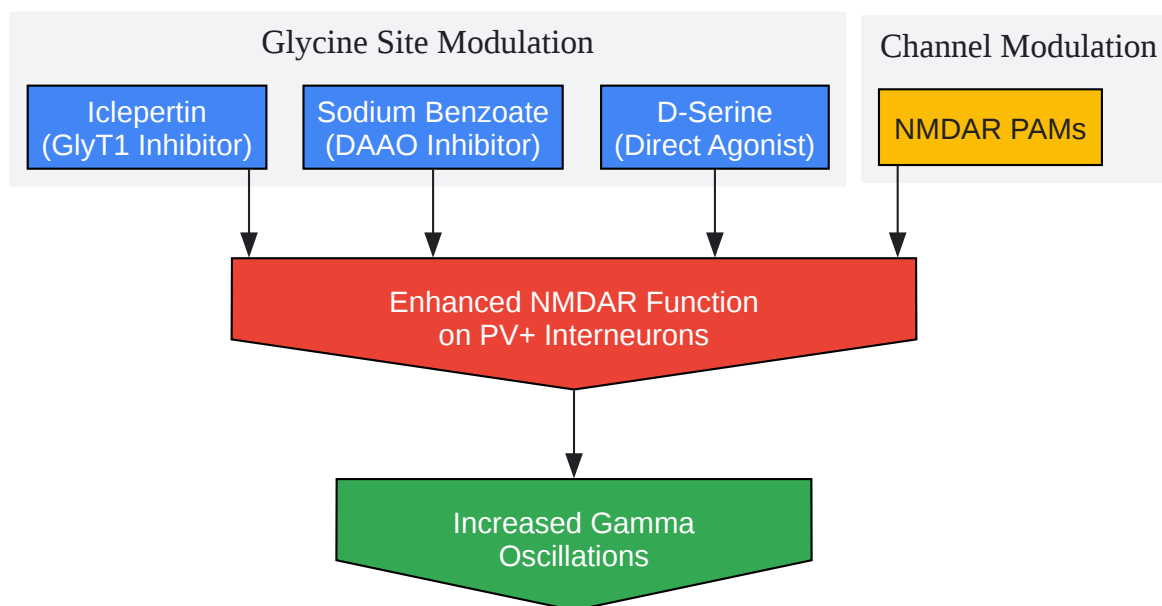 Glycine Site Modulation
Channel Modulation
Iclepertin
(GlyT1 Inhibitor)
Sodium Benzoate
(DAAO Inhibitor)
D-Serine
(Direct Agonist)
NMDAR PAMs
Enhanced NMDAR Function
on PV+ Interneurons
Increased Gamma
Oscillations